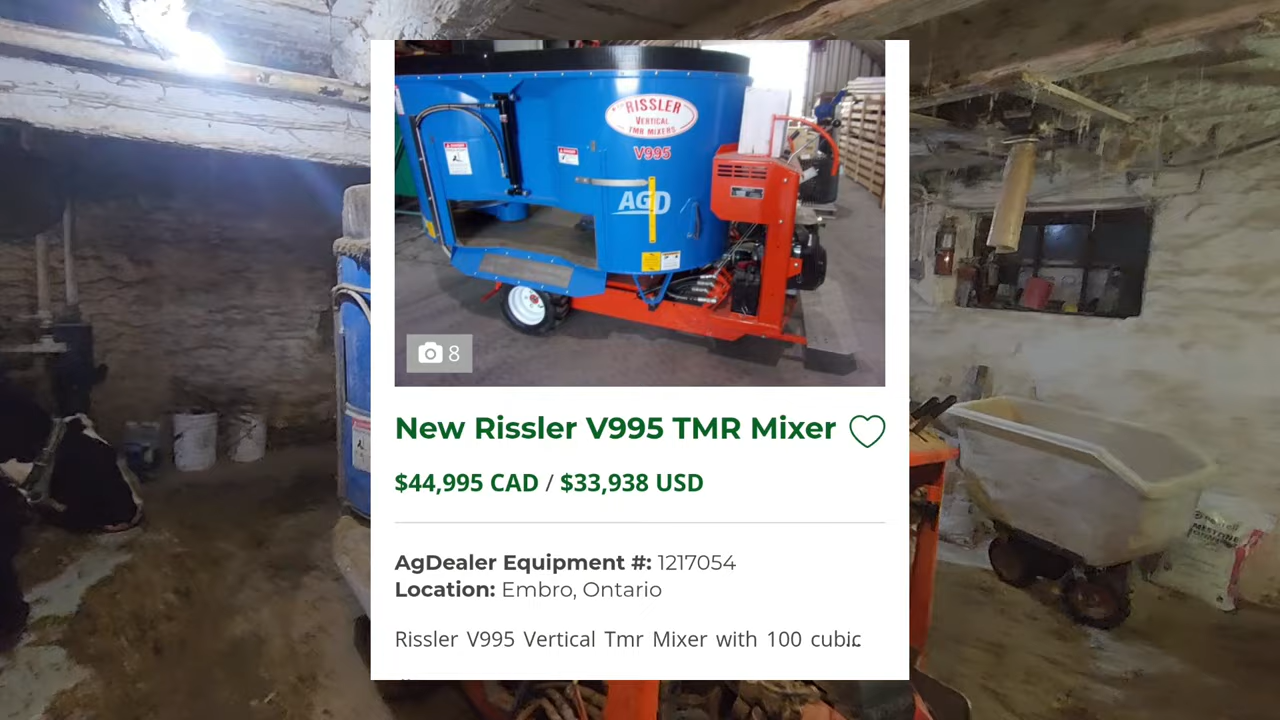 RISSLER
VERTICAL
TMR MIXERS
V995
AGD
8
New Rissler V995 TMR Mixer
$44,995 CAD / $33,938 USD
AgDealer Equipment #: 1217054
Location: Embro, Ontario
Rissler V995 Vertical Tmr Mixer with 100 cubic